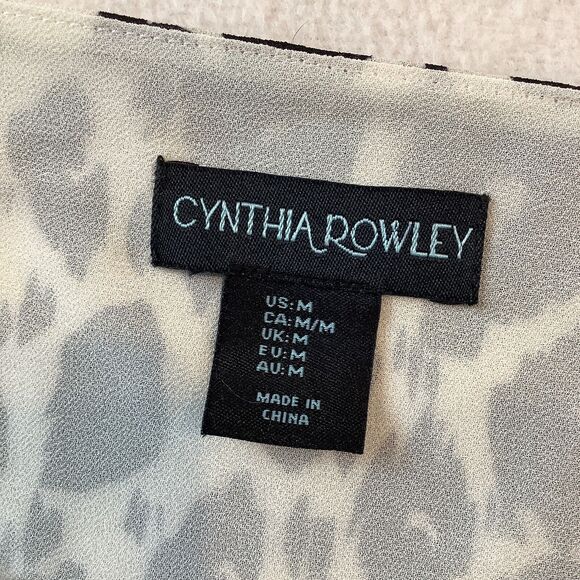 CYNTHIA ROWLEY
US:M
CA:M/M
UK:M
EU:M
AU:M
MADE IN
CHINA